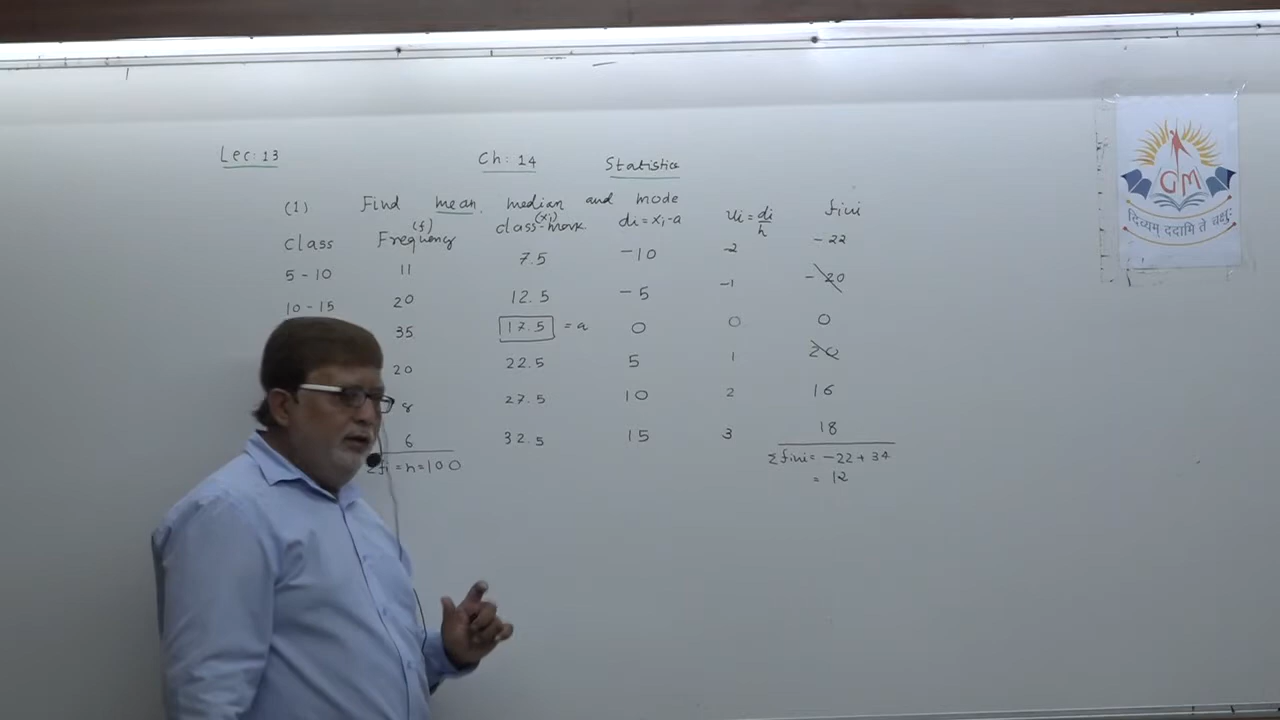 Lec: 13 Ch: 14 Statistics
(1) Find mean, median and mode
Class Frequency (f) class-mark (xi) di = xi - a ui = di/h fiui
5 - 10 11 7.5 -10 -2 -22
10 - 15 20 12.5 -5 -1 -20
35 17.5 = a 0 0 0
20 22.5 5 1 20
8 27.5 10 2 16
6 32.5 15 3 18
Σfi = n = 100 Σfiui = -22 + 34
= 12
GM
दिव्यम् ददामि ते चक्षुः